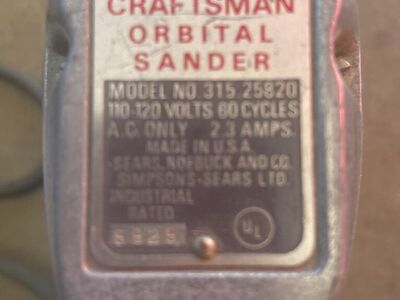 CRAFTSMAN
ORBITAL
SANDER
MODEL NO. 315 25820
110-120 VOLTS 60 CYCLES
A.C. ONLY 2.3 AMPS.
MADE IN U.S.A.
-SEARS, ROEBUCK AND CO.
SIMPSONS-SEARS LTD.
INDUSTRIAL
RATED
UL